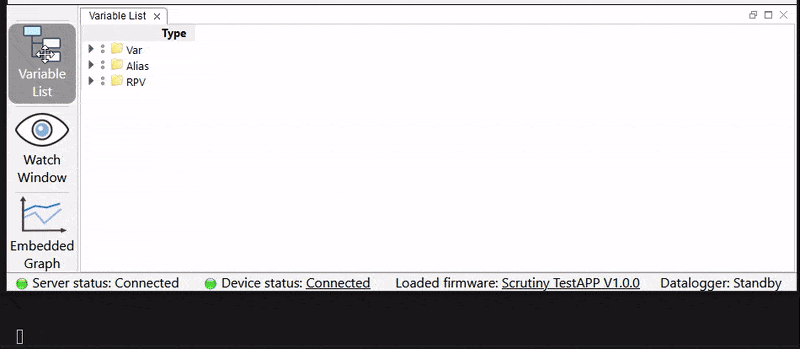 Variable List
Type
Var
Alias
RPV
Variable
List
Watch
Window
Embedded
Graph
Server status: Connected
Device status: Connected
Loaded firmware: Scrutiny TestAPP V1.0.0
Datalogger: Standby